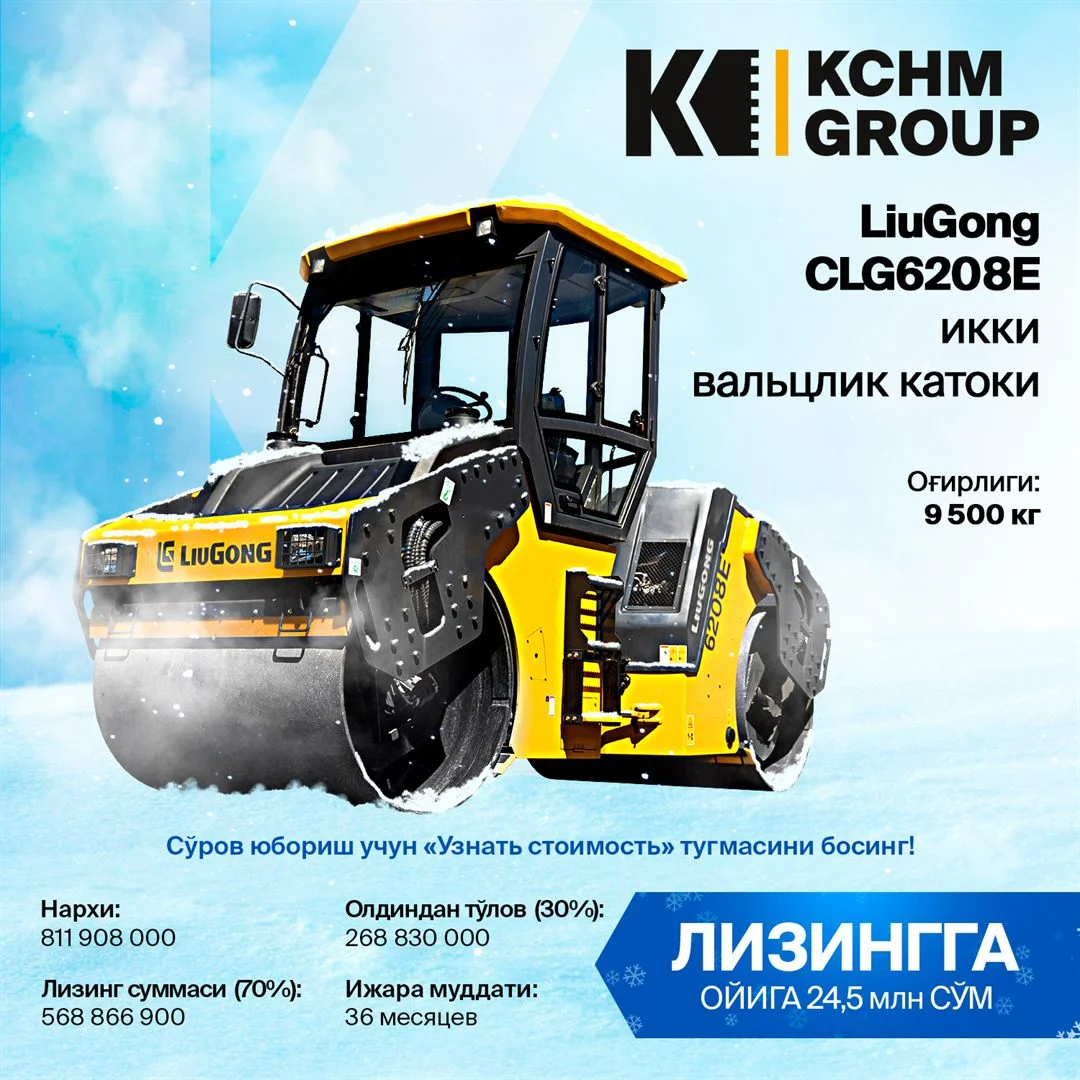 KCHM
GROUP
LiuGong
CLG6208E
икки
вальцлик катоки
Оғирлиги:
9 500 кг
LIUGONG
LIUGONG
6208E
Сўров юбориш учун «Узнать стоимость» тугмасини босинг!
Нархи:
811 908 000
Олдиндан тўлов (30%):
268 830 000
Лизинг суммаси (70%):
568 866 900
Ижара муддати:
36 месяцев
ЛИЗИНГГА
ОЙИГА 24,5 млн СЎМ